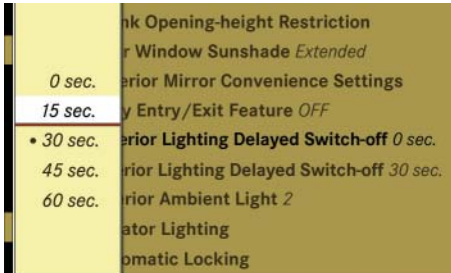 nk Opening-height Restriction
r Window Sunshade Extended
0 sec. erior Mirror Convenience Settings
15 sec. y Entry/Exit Feature OFF
• 30 sec. erior Lighting Delayed Switch-off 0 sec.
45 sec. rior Lighting Delayed Switch-off 30 sec.
60 sec. rior Ambient Light 2
ator Lighting
omatic Locking